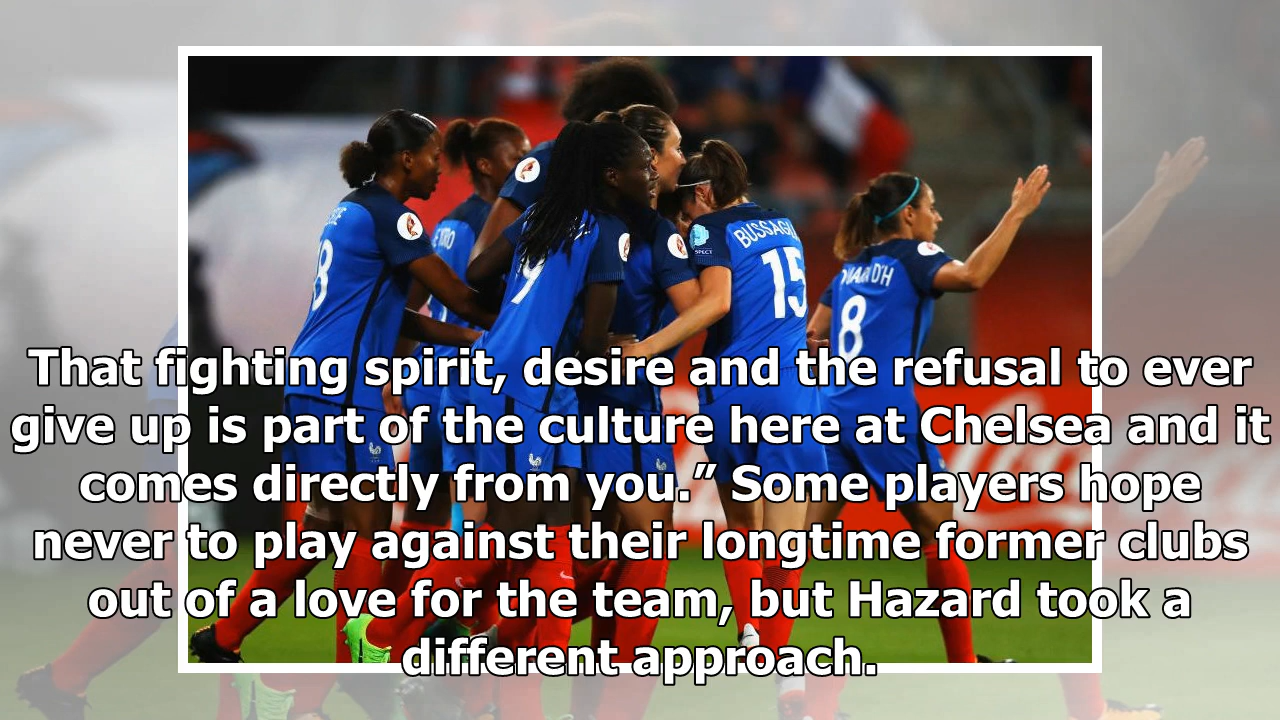 BUSSAGLI
15
8
9
8
That fighting spirit, desire and the refusal to ever
give up is part of the culture here at Chelsea and it
comes directly from you.” Some players hope
never to play against their longtime former clubs
out of a love for the team, but Hazard took a
different approach.